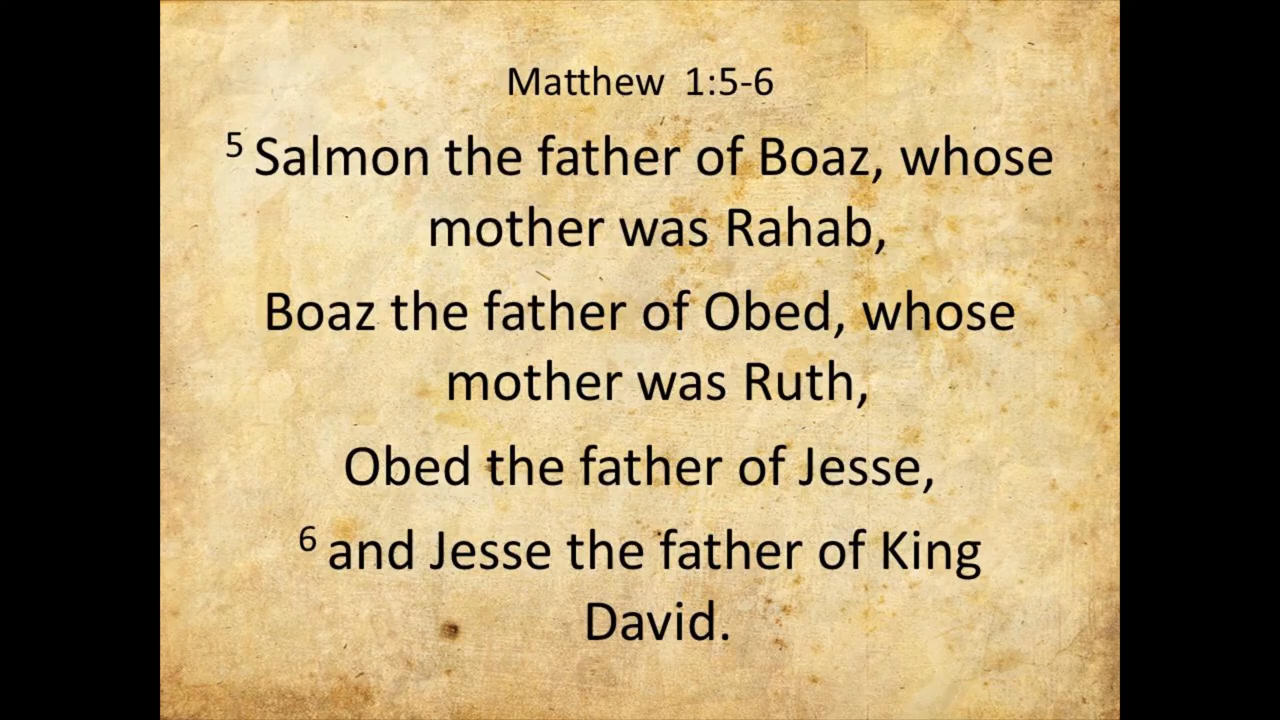 Matthew 1:5-6
5 Salmon the father of Boaz, whose
mother was Rahab,
Boaz the father of Obed, whose
mother was Ruth,
Obed the father of Jesse,
6 and Jesse the father of King
David.